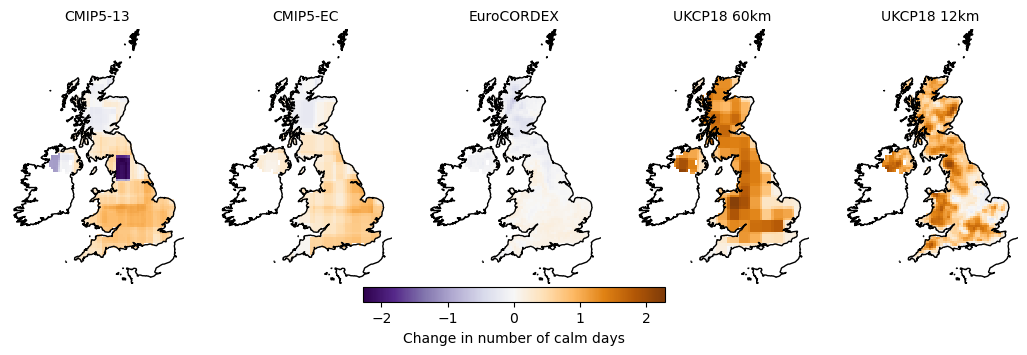 CMIP5-13 CMIP5-EC EuroCORDEX UKCP18 60km UKCP18 12km
−2 −1 0 1 2
Change in number of calm days